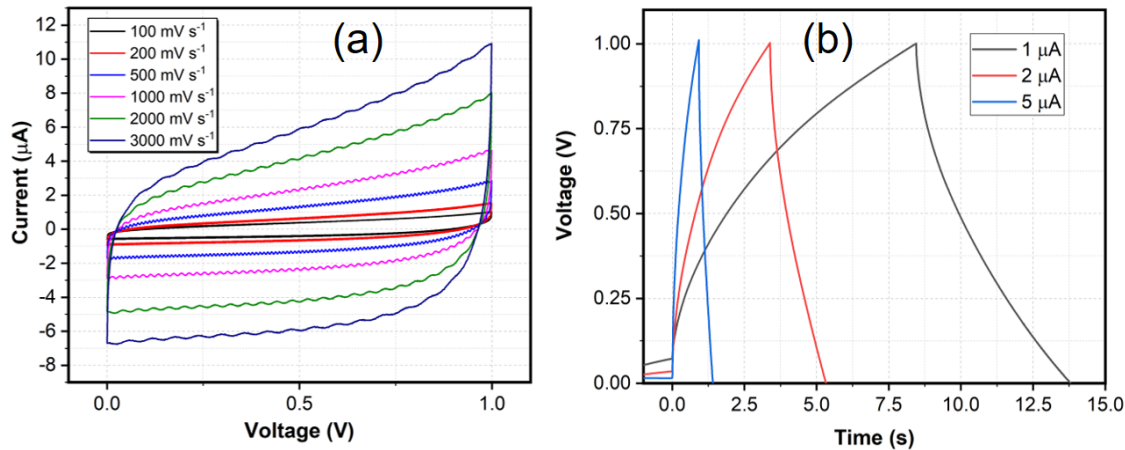 (a)
100 mV s⁻¹
200 mV s⁻¹
500 mV s⁻¹
1000 mV s⁻¹
2000 mV s⁻¹
3000 mV s⁻¹
12
10
8
6
4
2
0
-2
-4
-6
-8
Current (μA)
0.0
0.5
1.0
Voltage (V)
(b)
1 μA
2 μA
5 μA
1.00
0.75
0.50
0.25
0.00
Voltage (V)
0.0
2.5
5.0
7.5
10.0
12.5
15.0
Time (s)